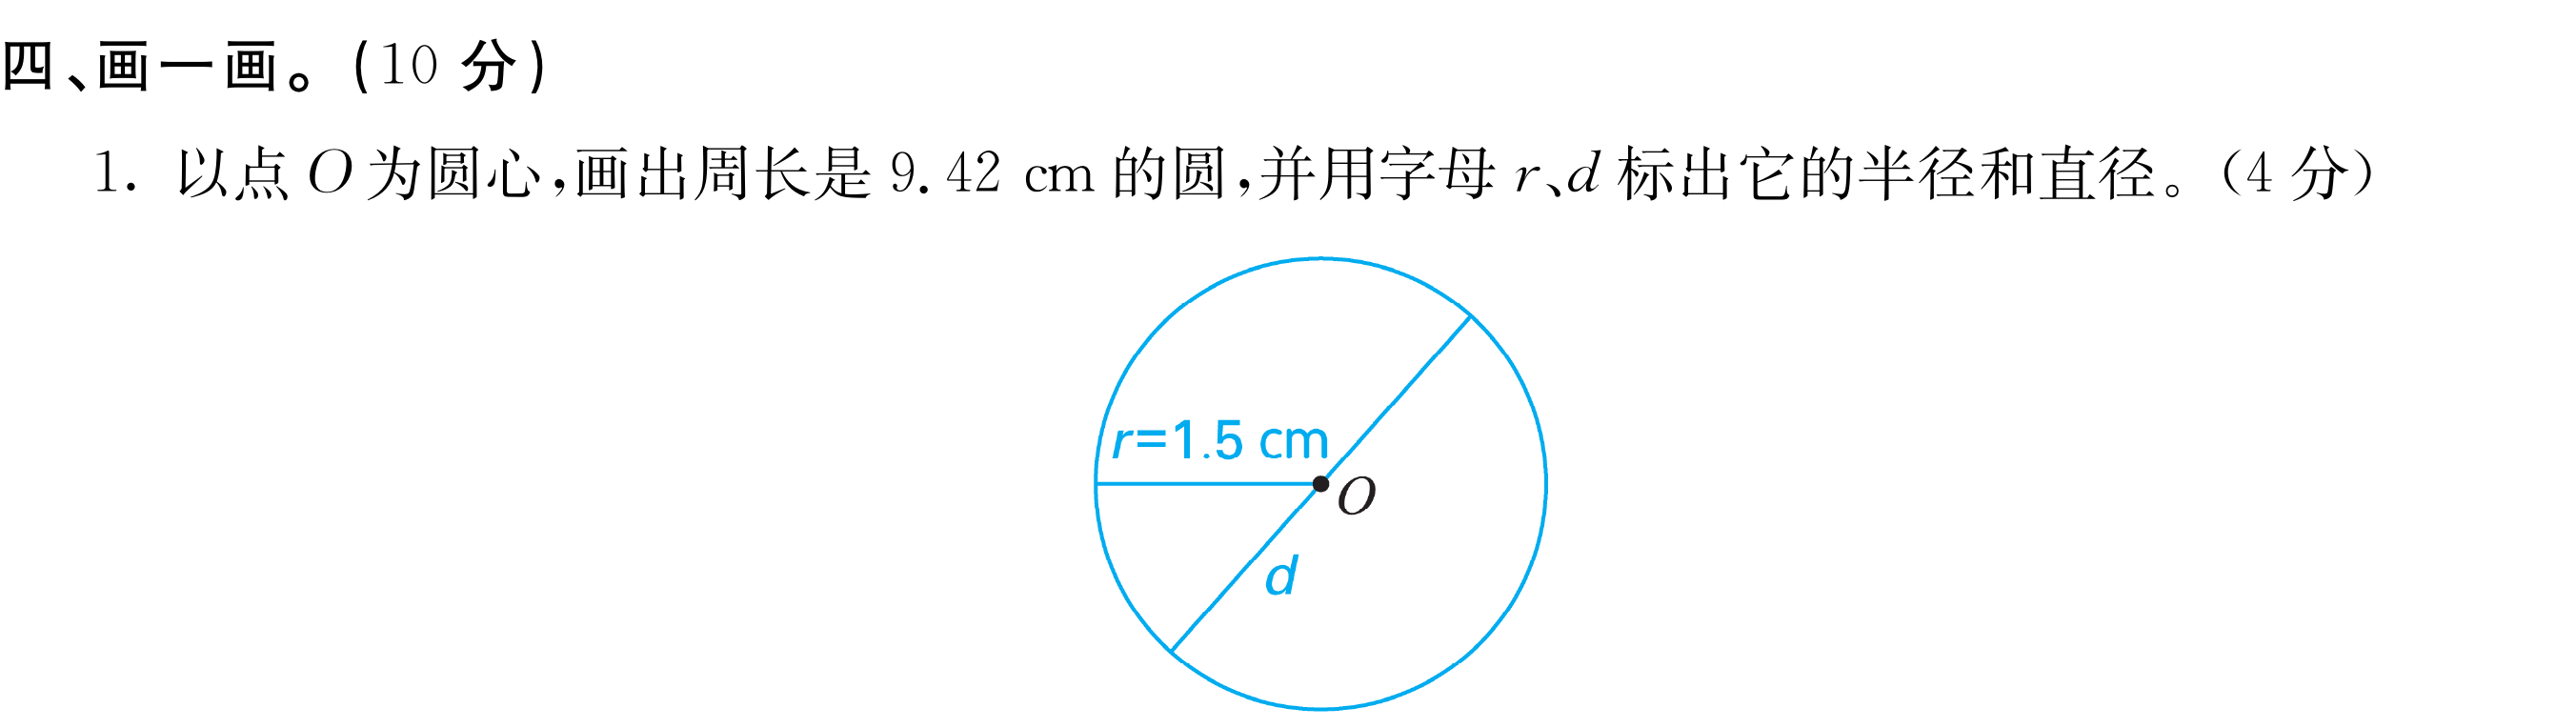 四、画一画。(10 分)
1. 以点 O 为圆心,画出周长是 9.42 cm 的圆,并用字母 r、d 标出它的半径和直径。(4 分)
r=1.5 cm
O
d